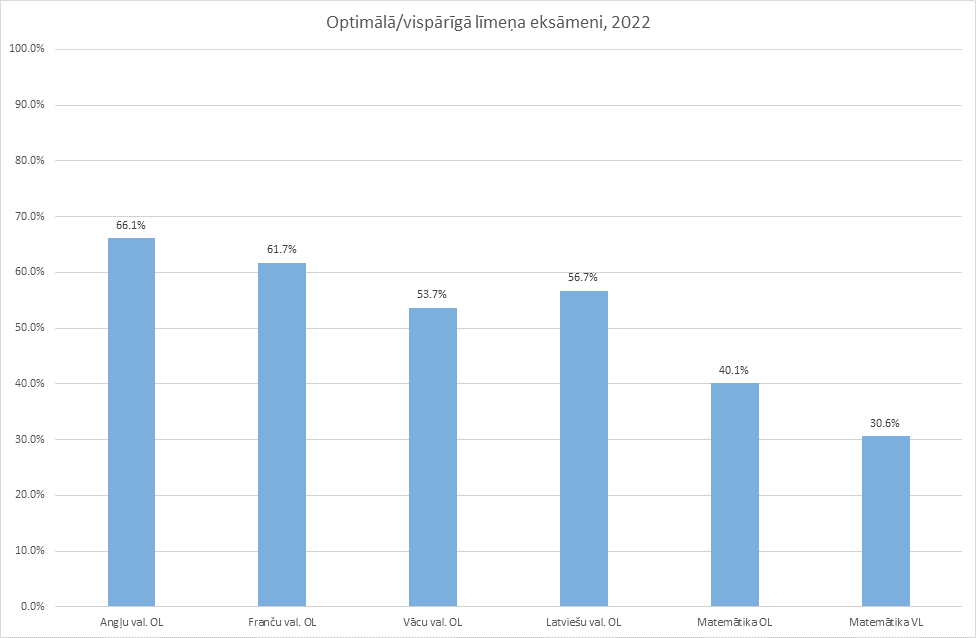 Optimālā/vispārīgā līmeņa eksāmeni, 2022
100.0%
90.0%
80.0%
70.0%
60.0%
50.0%
40.0%
30.0%
20.0%
10.0%
0.0%
66.1%
61.7%
53.7%
56.7%
40.1%
30.6%
Angļu val. OL
Franču val. OL
Vācu val. OL
Latviešu val. OL
Matemātika OL
Matemātika VL